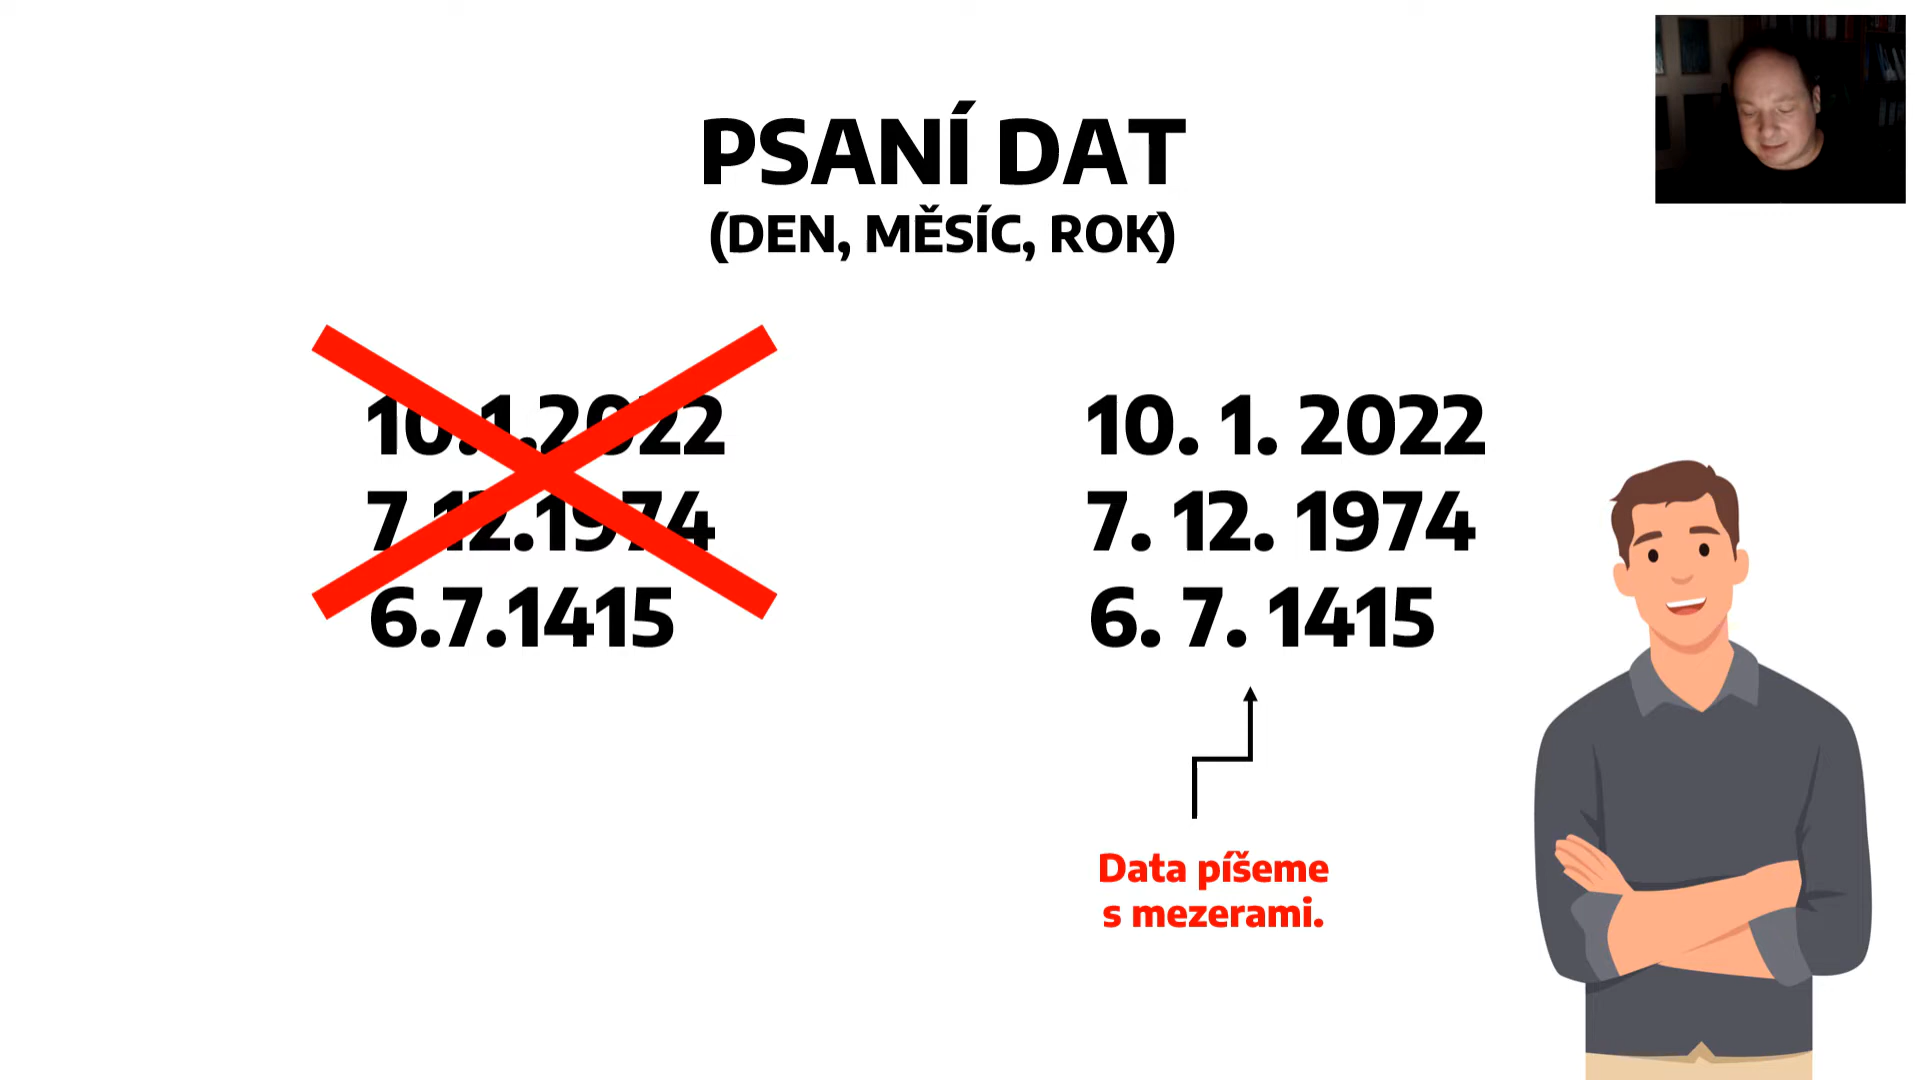 PSANÍ DAT
(DEN, MĚSÍC, ROK)
10.1.2022
7.12.1974
6.7.1415
10. 1. 2022
7. 12. 1974
6. 7. 1415
Data píšeme
s mezerami.